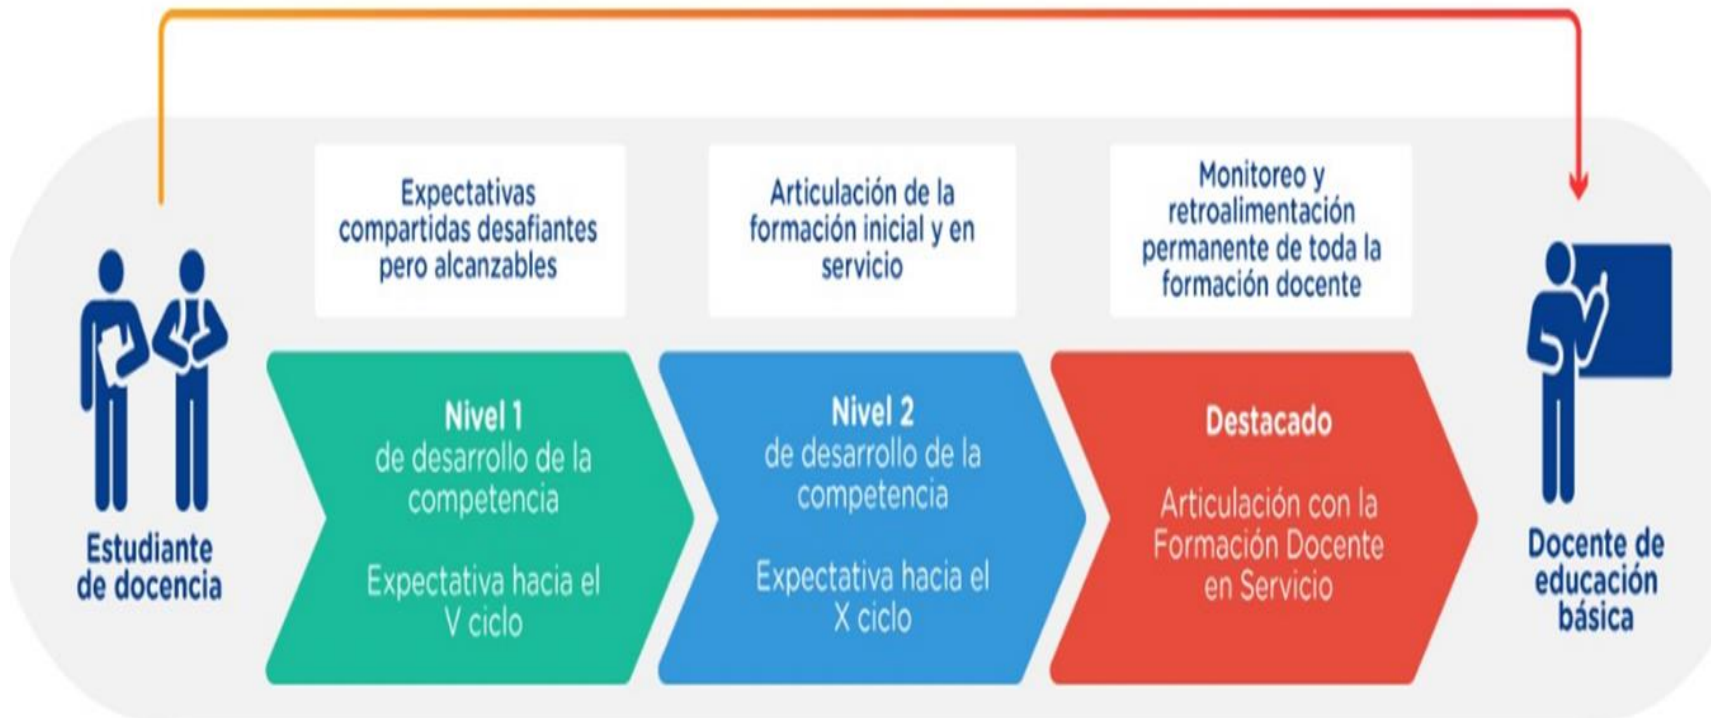 Expectativas
compartidas desafiantes
pero alcanzables
Articulación de la
formación inicial y en
servicio
Monitoreo y
retroalimentación
permanente de toda la
formación docente
Estudiante
de docencia
Nivel 1
de desarrollo de la
competencia
Expectativa hacia el
V ciclo
Nivel 2
de desarrollo de la
competencia
Expectativa hacia el
X ciclo
Destacado
Articulación con la
Formación Docente
en Servicio
Docente de
educación
básica